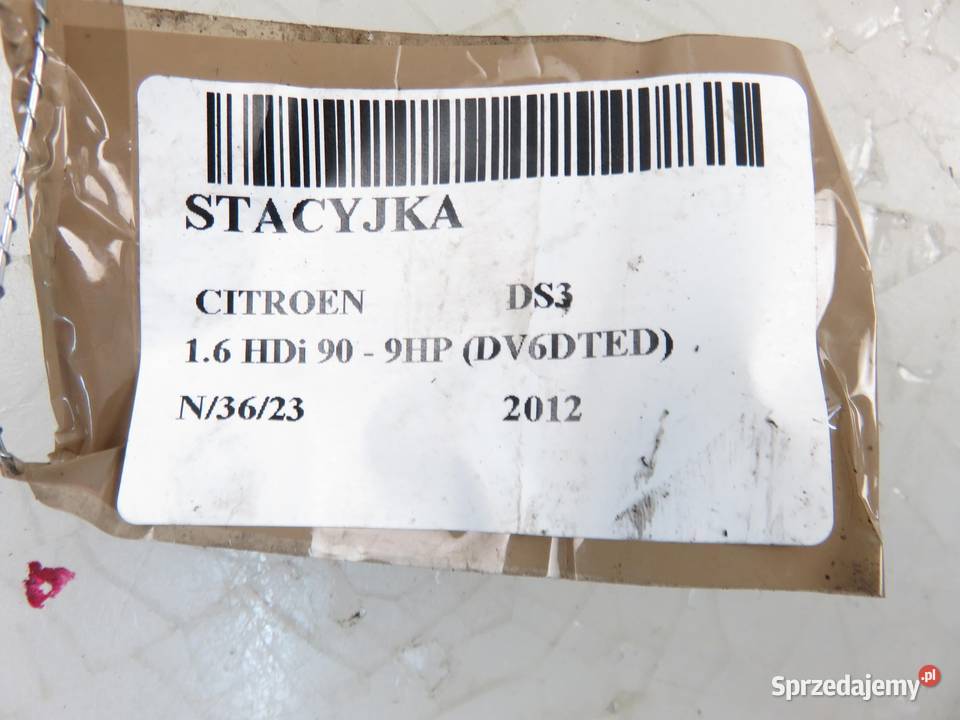 STACYJKA
CITROEN DS3
1.6 HDi 90 - 9HP (DV6DTED)
N/36/23 2012
Sprzedajemy.pl